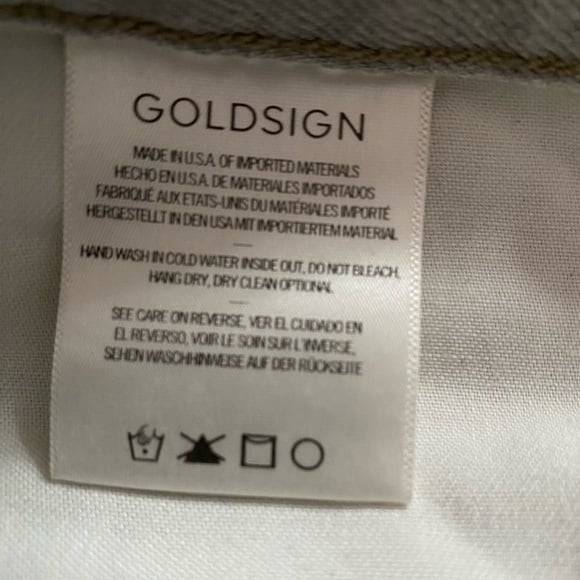 GOLDSIGN
MADE IN U.S.A. OF IMPORTED MATERIALS
HECHO EN U.S.A. DE MATERIALES IMPORTADOS
FABRIQUÉ AUX ETATS-UNIS DU MATÉRIALES IMPORTÉ
HERGESTELLT IN DEN USA MIT IMPORTIERTEM MATERIAL
HAND WASH IN COLD WATER INSIDE OUT, DO NOT BLEACH.
HANG DRY, DRY CLEAN OPTIONAL
SEE CARE ON REVERSE, VER EL CUIDADO EN
EL REVERSO, VOIR LE SOIN SUR L'INVERSE,
SEHEN WASCHHINWEISE AUF DER RÜCKSEITE